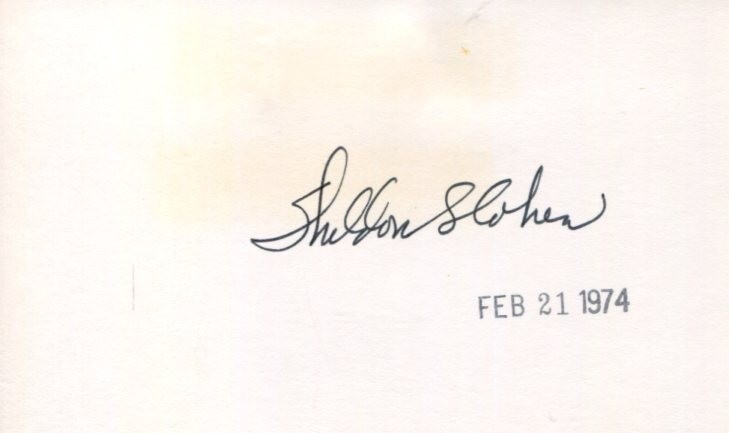 Sheldon S Cohen
FEB 21 1974